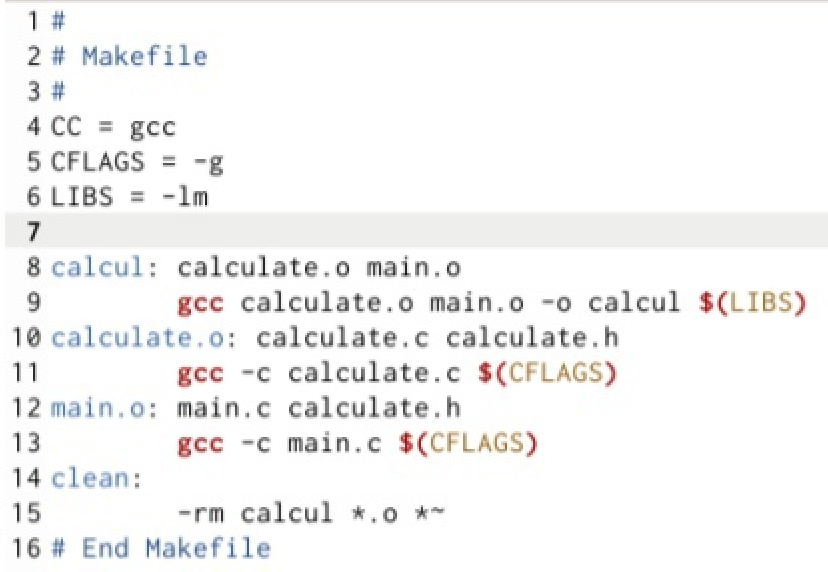 1 #
2 # Makefile
3 #
4 CC = gcc
5 CFLAGS = -g
6 LIBS = -lm
7
8 calcul: calculate.o main.o
9 gcc calculate.o main.o -o calcul $(LIBS)
10 calculate.o: calculate.c calculate.h
11 gcc -c calculate.c $(CFLAGS)
12 main.o: main.c calculate.h
13 gcc -c main.c $(CFLAGS)
14 clean:
15 -rm calcul *.o *~
16 # End Makefile